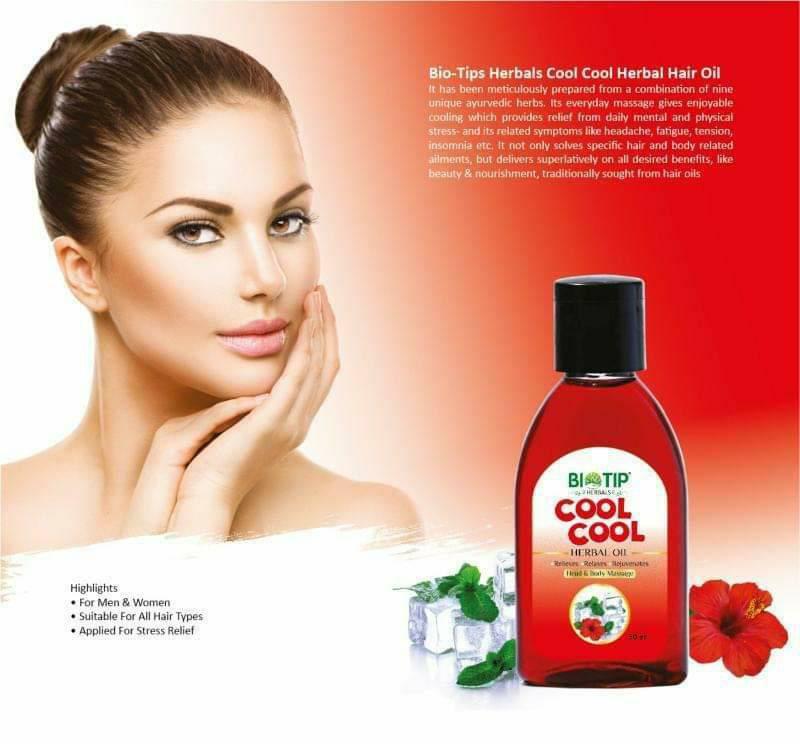 Bio-Tips Herbals Cool Cool Herbal Hair Oil
It has been meticulously prepared from a combination of nine
unique ayurvedic herbs. Its everyday massage gives enjoyable
cooling which provides relief from daily mental and physical
stress- and its related symptoms like headache, fatigue, tension,
insomnia etc. It not only solves specific hair and body related
ailments, but delivers superlatively on all desired benefits, like
beauty & nourishment, traditionally sought from hair oils
BIOTIP
HERBALS
COOL
COOL
HERBAL OIL
Relieves Relaxes Rejuvenates
Head & Body Massage
Highlights
• For Men & Women
• Suitable For All Hair Types
• Applied For Stress Relief